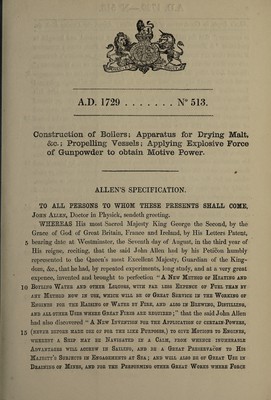 A.D. 1729 . . . . . . . Nº 513.
Construction of Boilers; Apparatus for Drying Malt,
&c.; Propelling Vessels; Applying Explosive Force
of Gunpowder to obtain Motive Power.
ALLEN'S SPECIFICATION.
TO ALL PERSONS TO WHOM THESE PRESENTS SHALL COME,
JOHN ALLEN, Doctor in Physick, sendeth greeting.
WHEREAS His most Sacred Majesty King George the Second, by the
Grace of God of Great Britain, France and Ireland, by His Letters Patent,
5 bearing date at Westminster, the Seventh day of August, in the third year of
His reigne, reciting, that the said John Allen had by his Petičon humbly
represented to the Queen's most Excellent Majesty, Guardian of the King-
dom, &c., that he had, by repeated experiments, long study, and at a very great
expence, invented and brought to perfection "A NEW METHOD OF HEATING AND
10 BOYLING WATER AND OTHER LIQUIDS, WITH FAR LESS EXPENCE OF FUEL THAN BY
ANY METHOD NOW IN USE, WHICH WILL BE OF GREAT SERVICE IN THE WORKING OF
ENGINES FOR THE RAISING OF WATER BY FIRE, AND ALSO IN BREWING, DISTILLING,
AND ALL OTHER USES WHERE GREAT FIRES ARE REQUIRED;" that the said John Allen
had also discovered "A NEW INVENTION FOR THE APPLICATION OF CERTAIN POWERS,
15 (NEVER BEFORE MADE USE OF FOR THE LIKE PURPOSES,) TO GIVE MOTIONS TO ENGINES,
WHEREBY A SHIP MAY BE NAVIGATED IN A CALM, FROM WHENCE INNUMERABLE
ADVANTAGES WILL ACCREW IN SAILING, AND BE A GREAT PRESERVAČON TO HIS
MAJESTY'S SUBJECTS IN ENGAGEMENTS AT SEA; AND WILL ALSO BE OF GREAT USE IN
DRAINING OF MINES, AND FOR THE PERFORMING OTHER GREAT WORKS WHERE FORCE